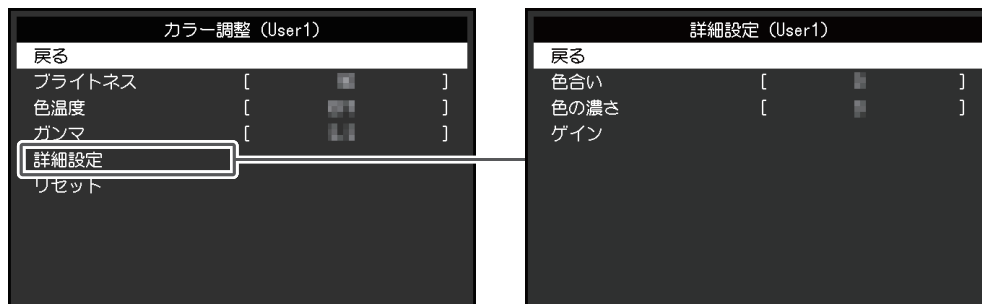 カラー調整（User1）
戻る
ブライトネス [ ]
色温度 [ ]
ガンマ [ ]
詳細設定
リセット
詳細設定（User1）
戻る
色合い [ ]
色の濃さ [ ]
ゲイン